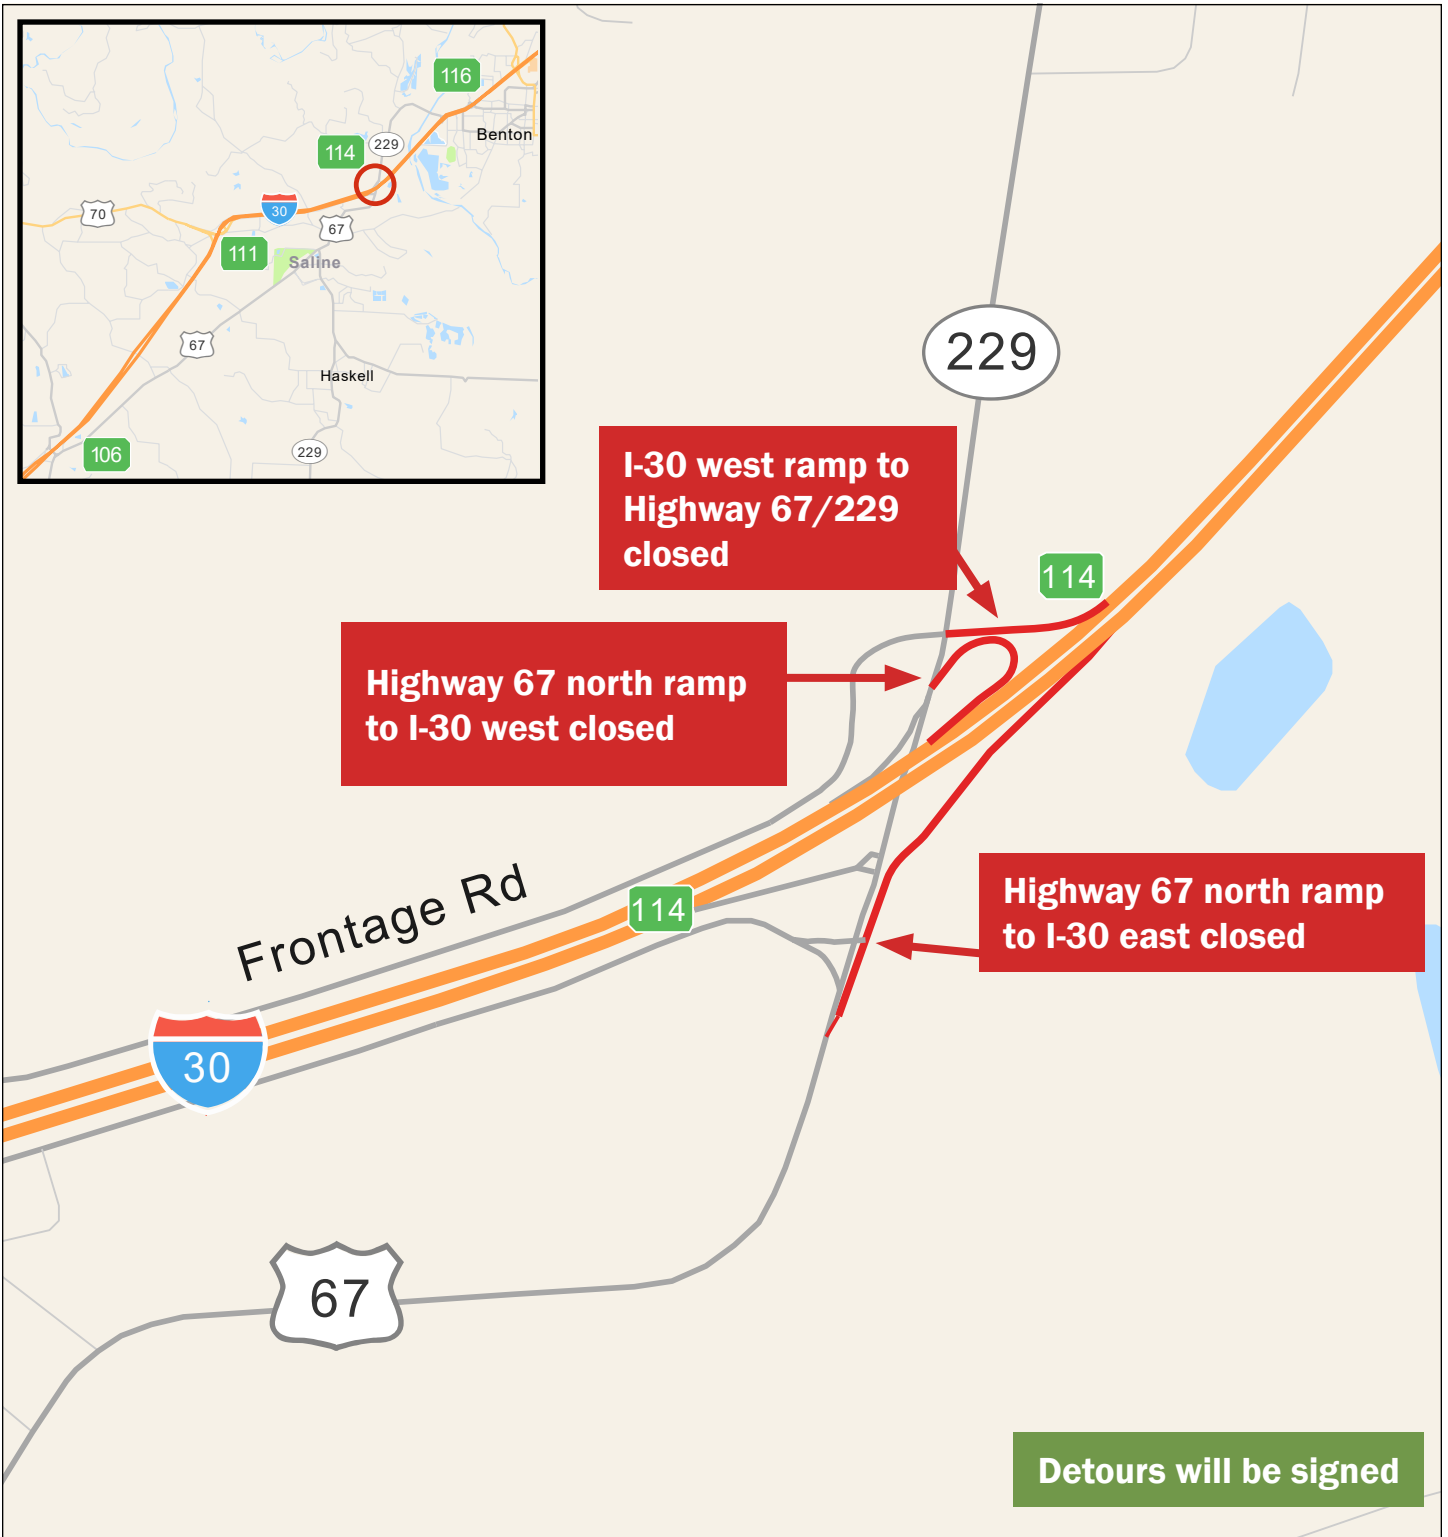 116
Benton
114
229
70
30
67
111
Saline
67
Haskell
106
229
229
I-30 west ramp to
Highway 67/229
closed
114
Highway 67 north ramp
to I-30 west closed
Highway 67 north ramp
to I-30 east closed
Frontage Rd
114
30
67
Detours will be signed